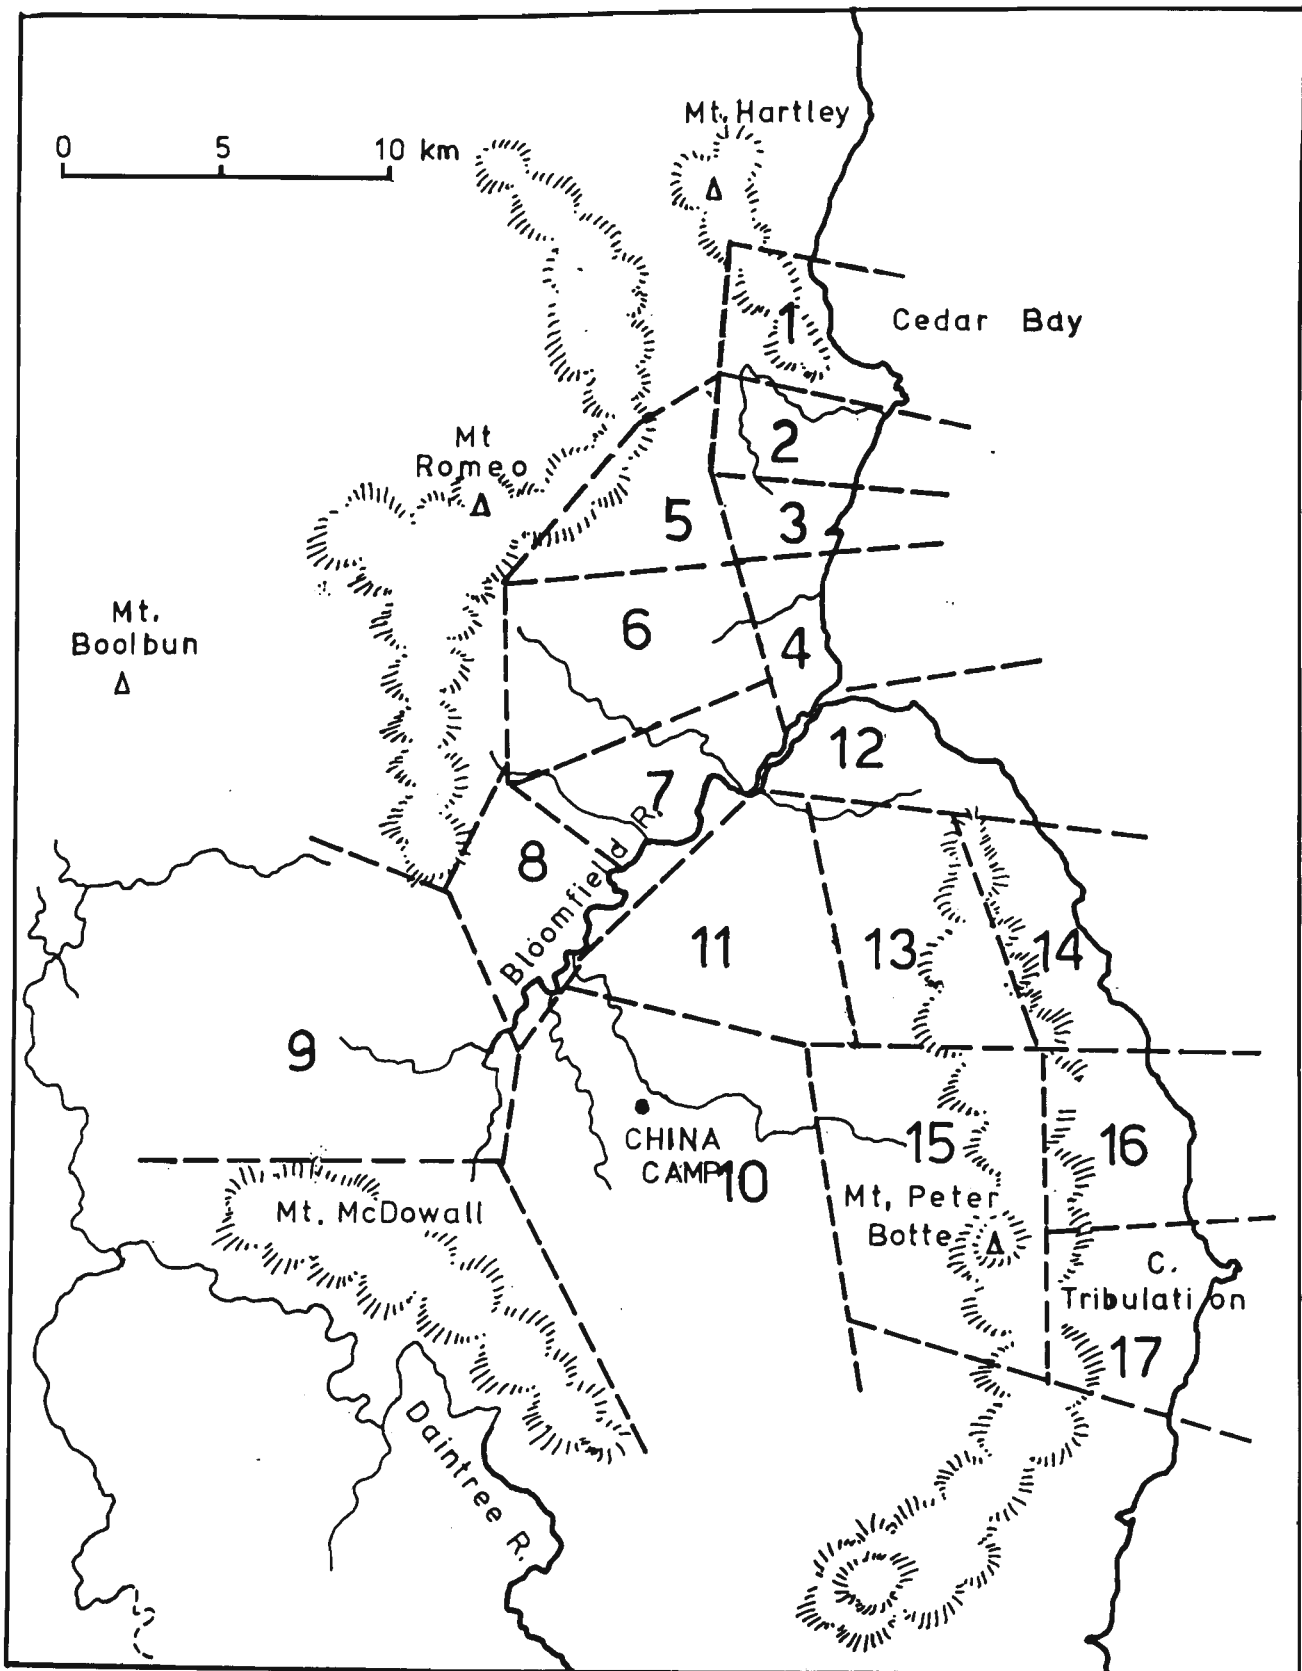 Mt. Hartley
0 5 10 km
1
Cedar Bay
2
Mt
Romeo
5
3
Mt.
Boolbun
6
4
12
7
8
Bloomfield R.
11
13
14
9
CHINA
CAMP
10
15
16
Mt. McDowall
Mt, Peter
Botte
C.
Tribulation
17
Daintree R.